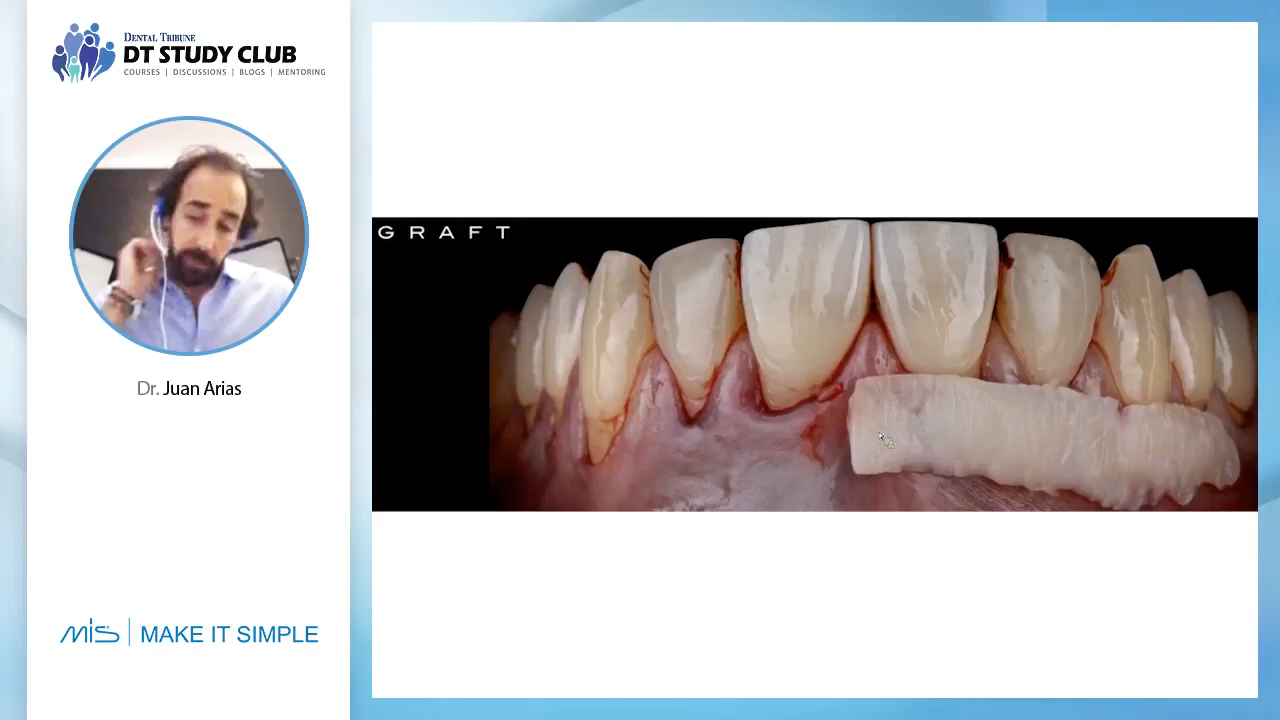 DENTAL TRIBUNE
DT STUDY CLUB
COURSES | DISCUSSIONS | BLOGS | MENTORING
Dr. Juan Arias
mis | MAKE IT SIMPLE
GRAFT